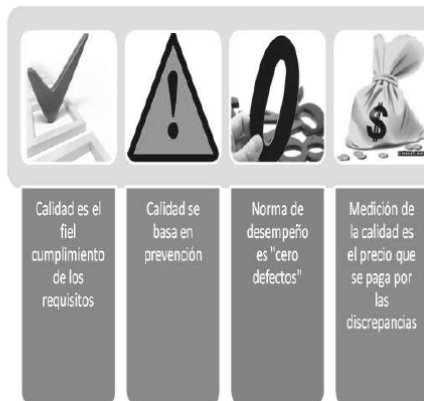 Calidad es el
fiel
cumplimiento
de los
requisitos
Calidad se
basa en
prevención
Norma de
desempeño
es "cero
defectos"
Medición de
la calidad es
el precio que
se paga por
las
discrepancias
$